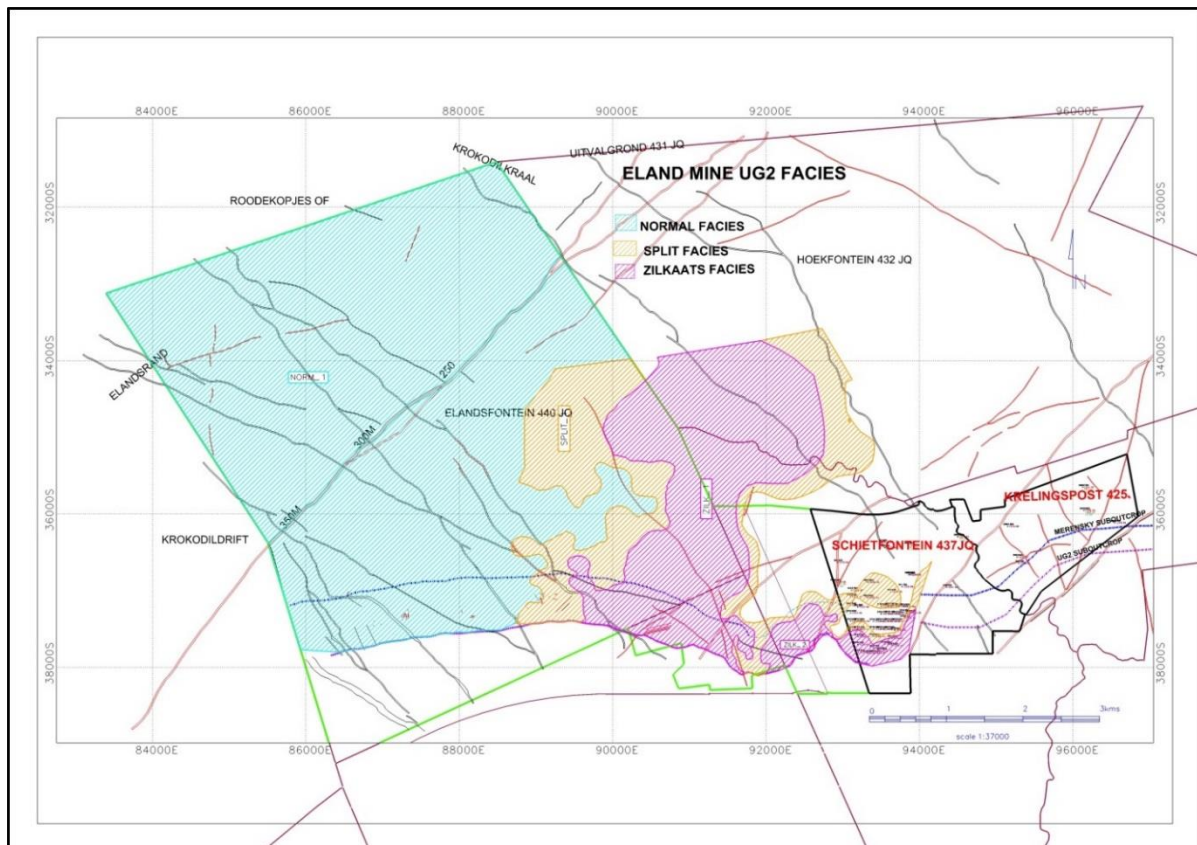 84000E
86000E
88000E
90000E
92000E
94000E
96000E
KROKODILKRAAL
UITVALGROND 431 JQ
ELAND MINE UG2 FACIES
ROODEKOPJES OF
32000S
32000S
NORMAL FACIES
SPLIT FACIES
ZILKAATS FACIES
HOEKFONTEIN 432 JQ
N
34000S
34000S
ELANDSRAND
NORM_1
250
ELANDSFONTEIN 440 JQ
SPLIT_
300M
ZILK_1
36000S
36000S
350M
KROKODILDRIFT
KRELINGSPOST 425.
MERENSKY SUBOUTCROP
UG2 SUBOUTCROP
SCHIETFONTEIN 437JQ
38000S
38000S
0 1 2 3kms
scale 1:37000
84000E
86000E
88000E
90000E
92000E
94000E
96000E